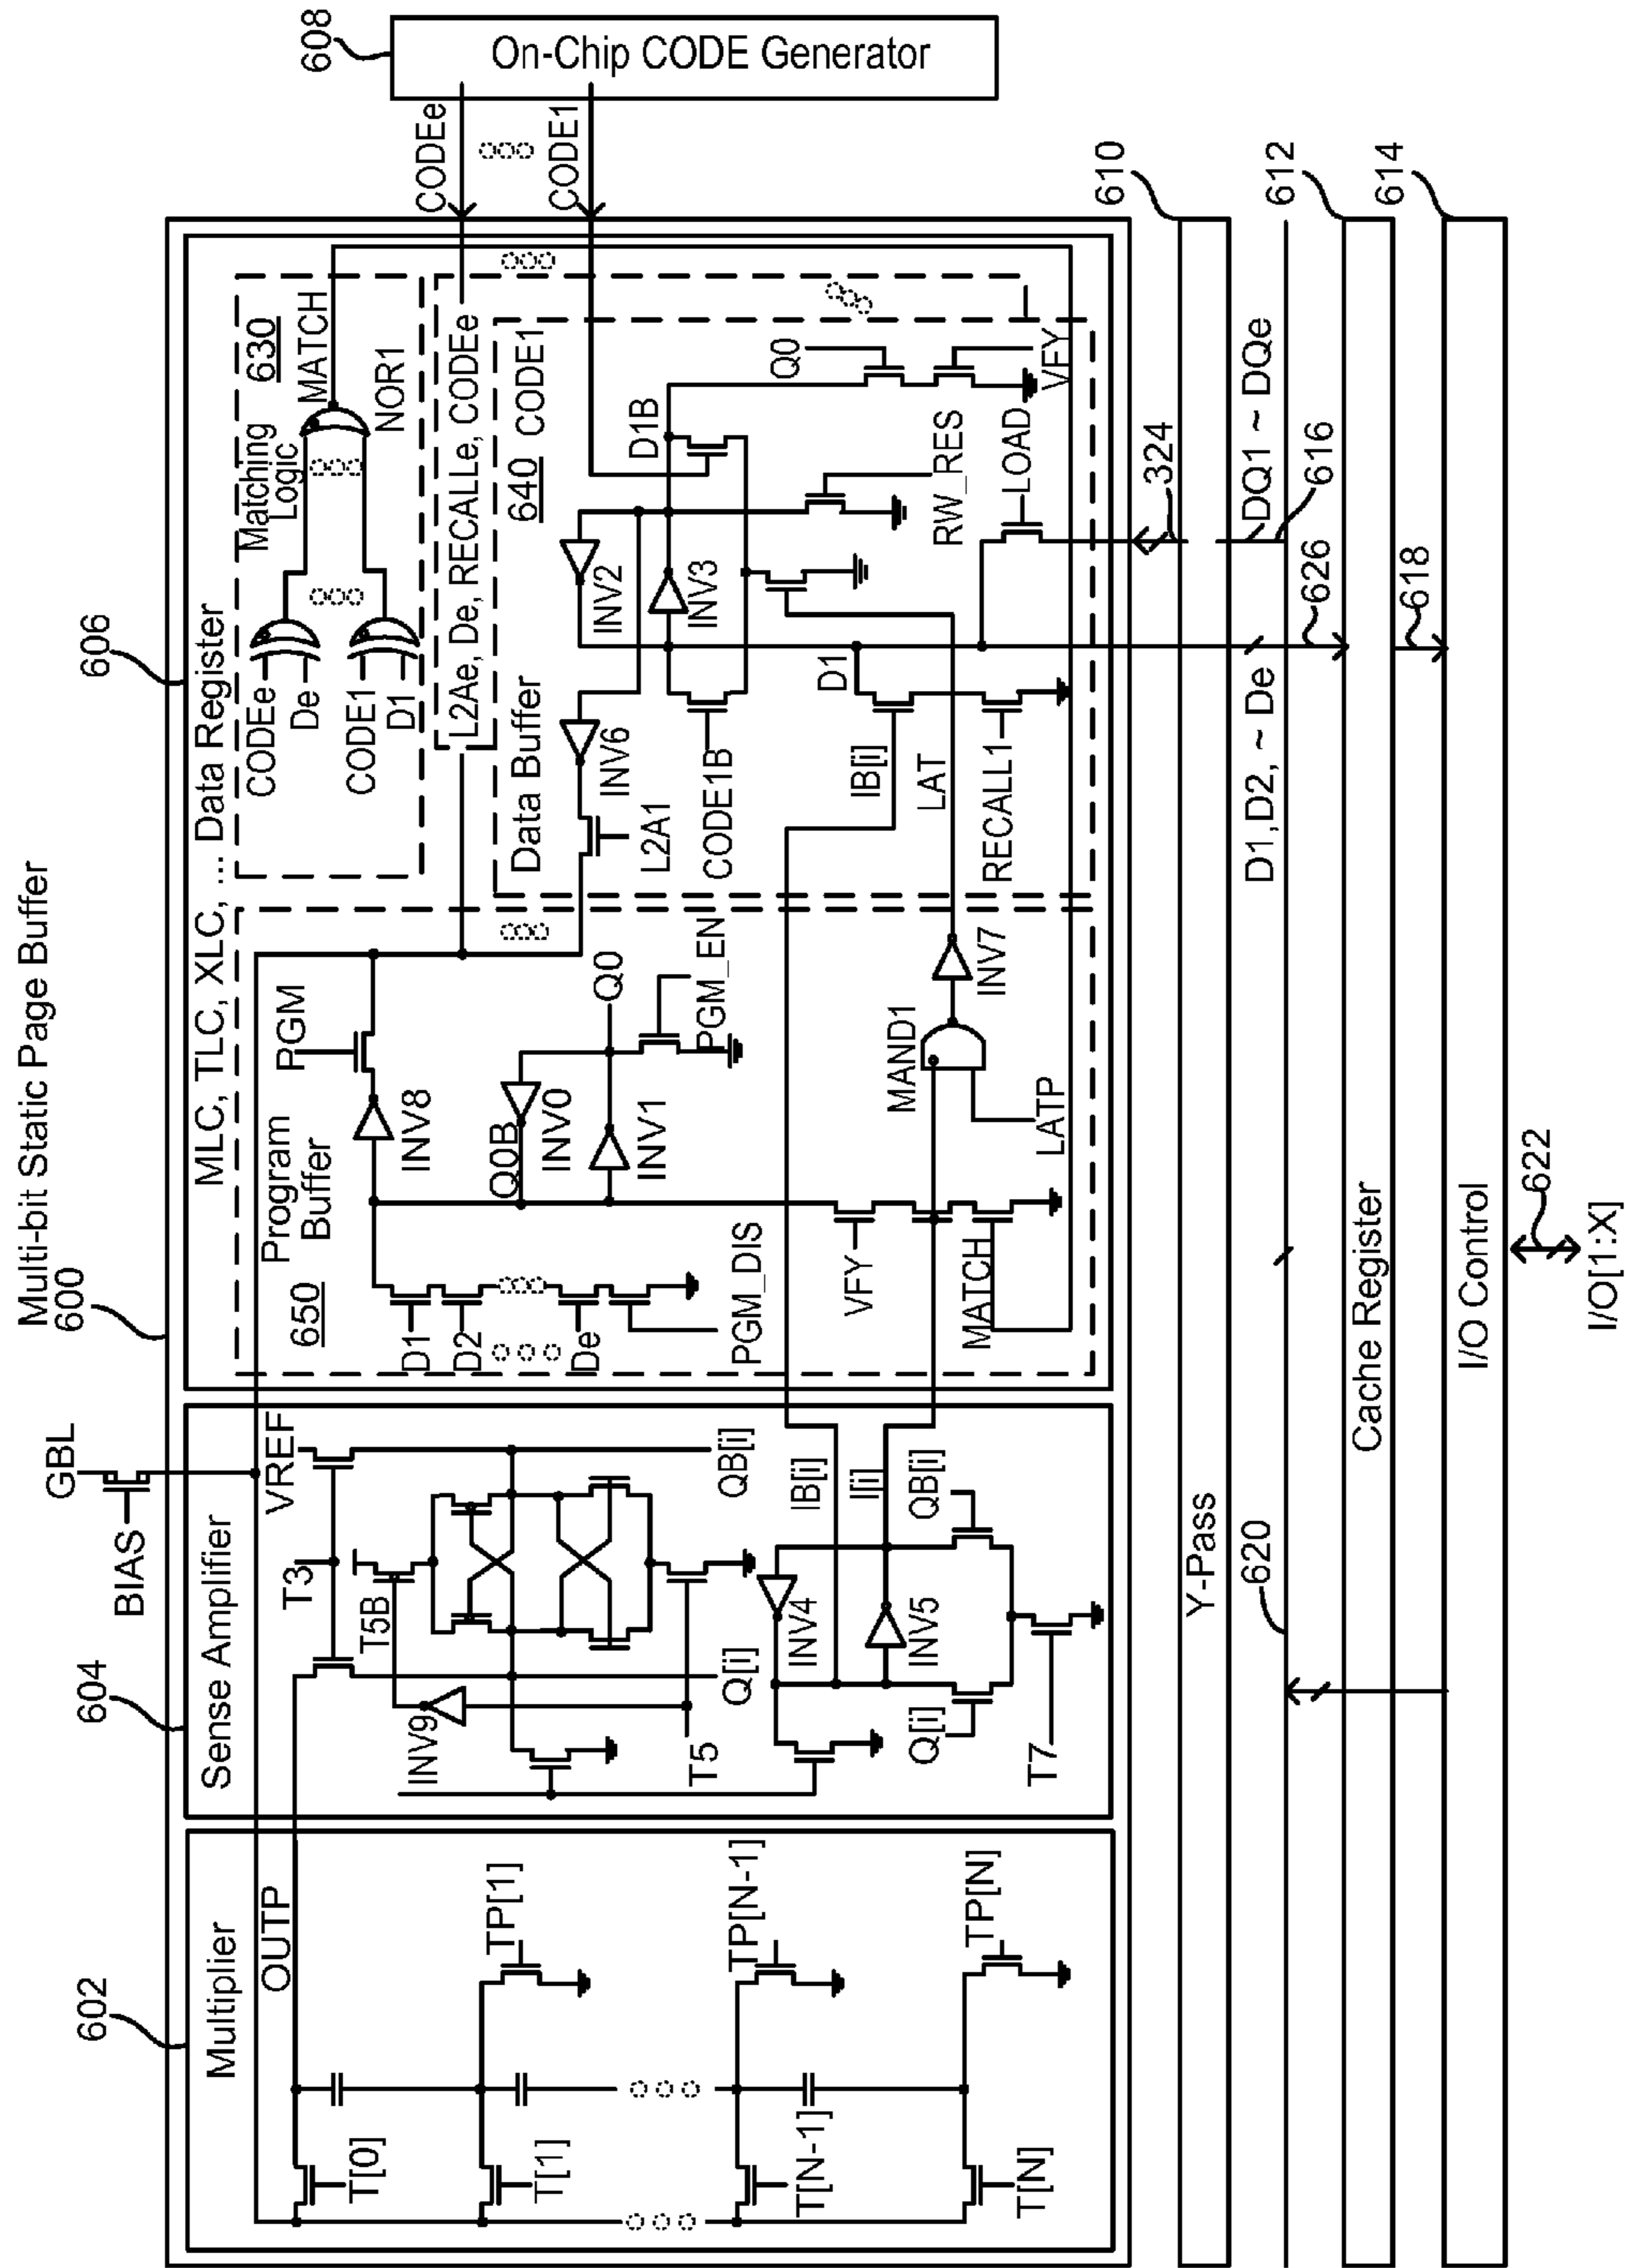 Multi-bit Static Page Buffer
600
602
Multiplier
OUTP
T[0]
T[1]
T[N-1]
T[N]
TP[1]
TP[N-1]
TP[N]
604
Sense Amplifier
GBL
BIAS
T3
VREF
T5B
INV9
T5
Q[i]
QB[i]
INV4
IB[i]
I[i]
INV5
Q[i]
QB[i]
T7
606
MLC, TLC, XLC, ... Data Register
650
Program
Buffer
PGM
INV8
D1
D2
De
PGM_DIS
Q0B
INV0
INV1
Q0
PGM_EN
VFY
MATCH
MAND1
LATP
INV7
Matching
Logic
630
CODEe
De
CODE1
D1
MATCH
NOR1
L2Ae, De, RECALLe, CODEe
Data Buffer
640
CODE1
INV6
L2A1
INV2
INV3
CODE1B
D1B
D1
IB[i]
LAT
RECALL1
RW_RES
LOAD
Q0
VFY
608
On-Chip CODE Generator
CODEe
CODE1
Y-Pass
610
324
D1,D2, ~ De
DQ1 ~ DQe
612
616
620
626
Cache Register
618
614
I/O Control
622
I/O[1:X]